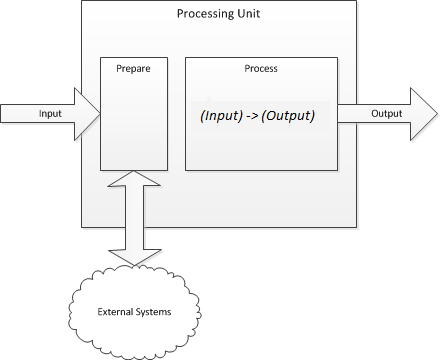 Processing Unit
Prepare
Process
Input
(Input) -> (Output)
Output
External Systems